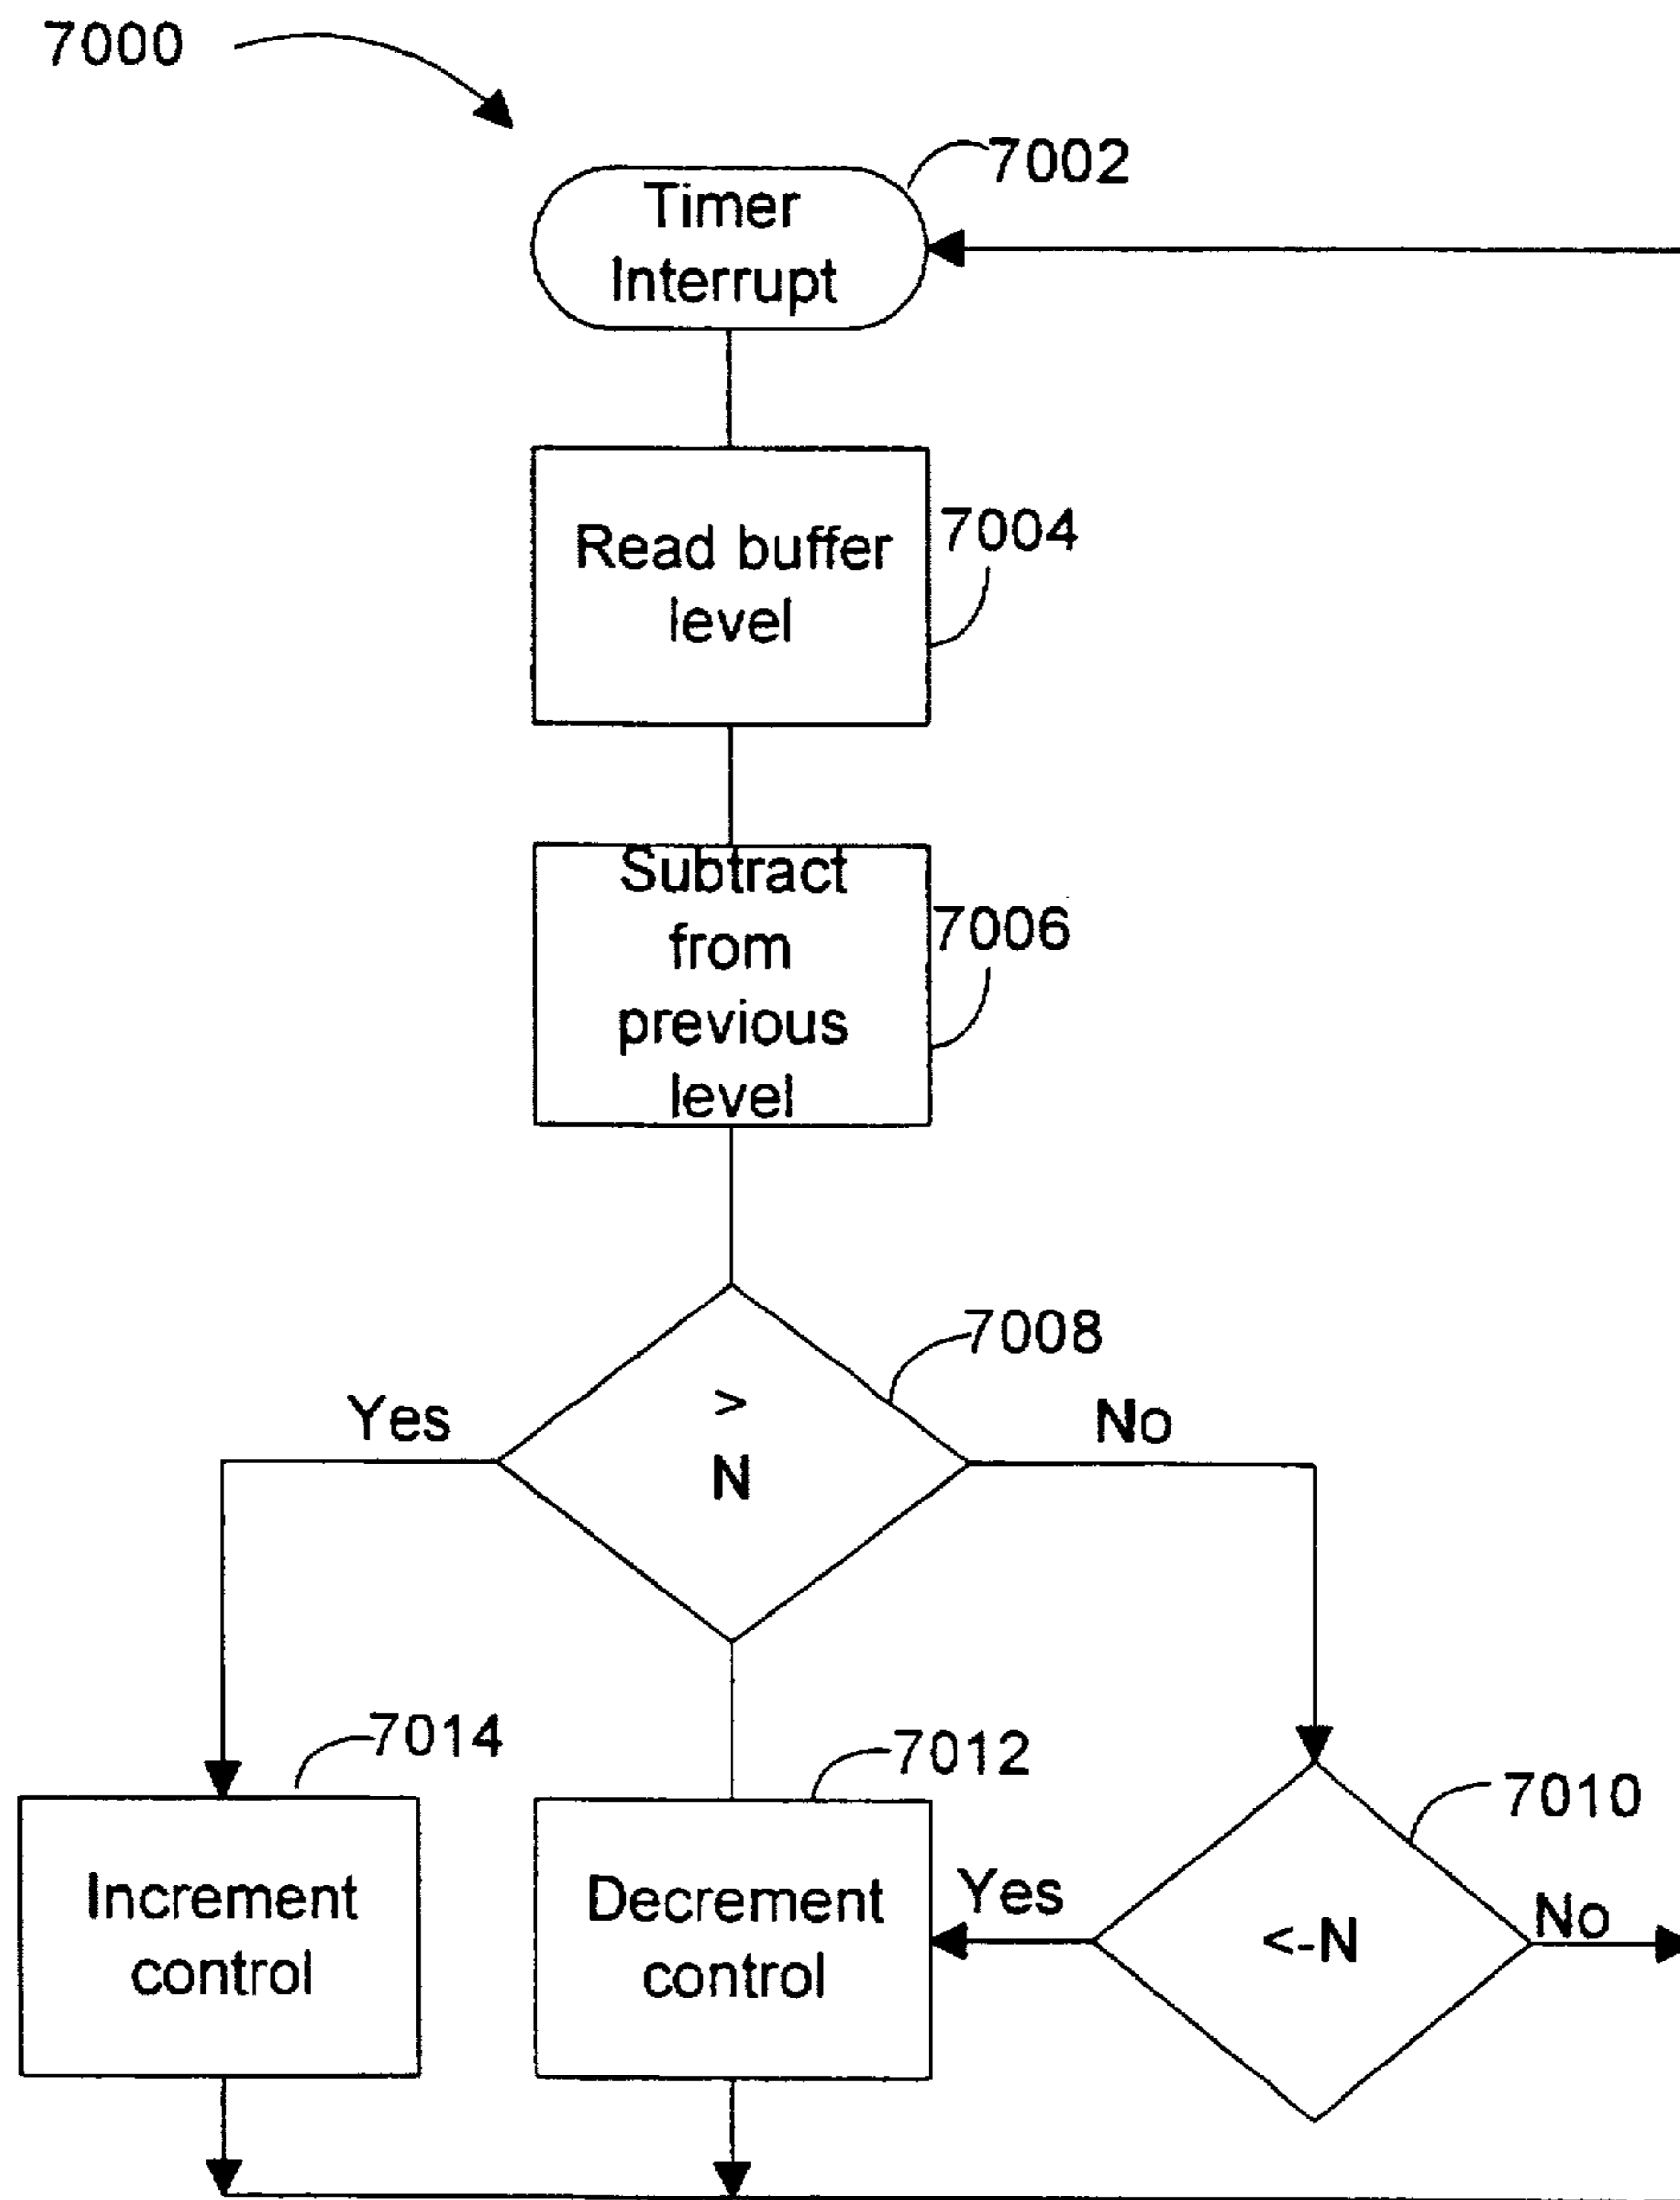 7000
7002
Timer
Interrupt
Read buffer
level
7004
Subtract
from
previous
level
7006
7008
Yes
>
N
No
7014
7012
7010
Increment
control
Decrement
control
Yes
<-N
No